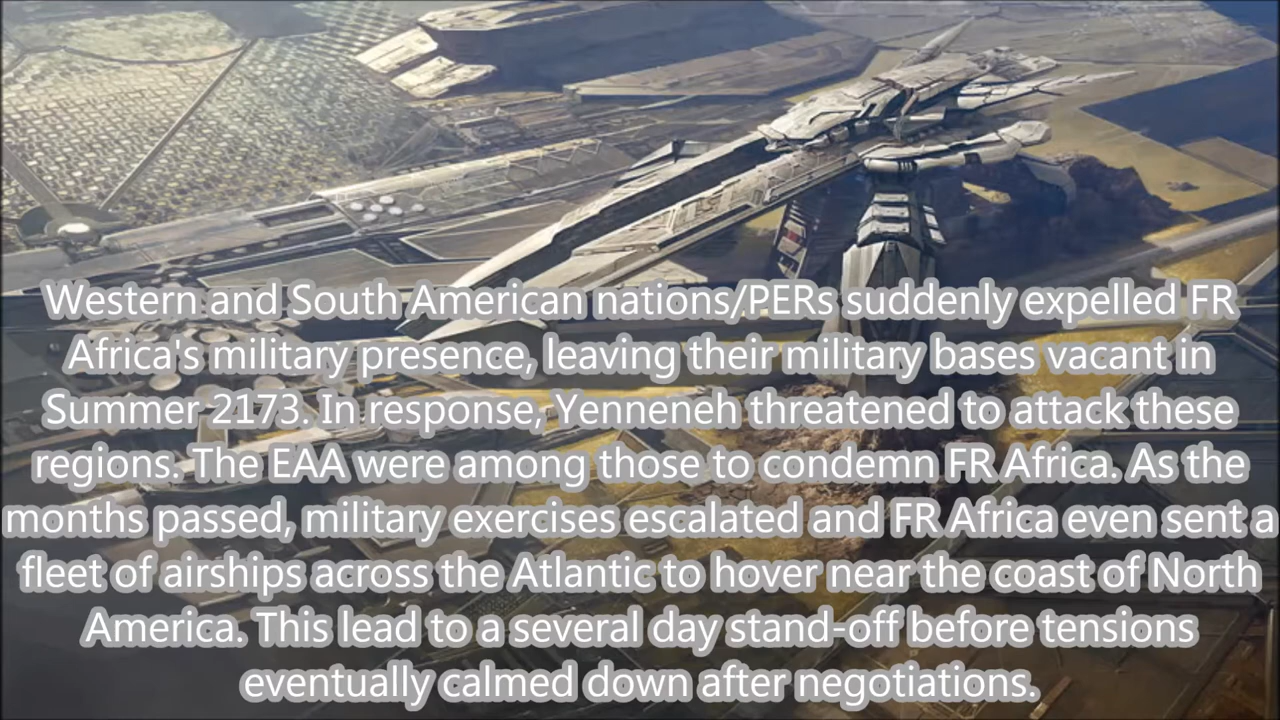 Western and South American nations/PERs suddenly expelled FR
Africa's military presence, leaving their military bases vacant in
Summer 2173. In response, Yenneneh threatened to attack these
regions. The EAA were among those to condemn FR Africa. As the
months passed, military exercises escalated and FR Africa even sent a
fleet of airships across the Atlantic to hover near the coast of North
America. This lead to a several day stand-off before tensions
eventually calmed down after negotiations.